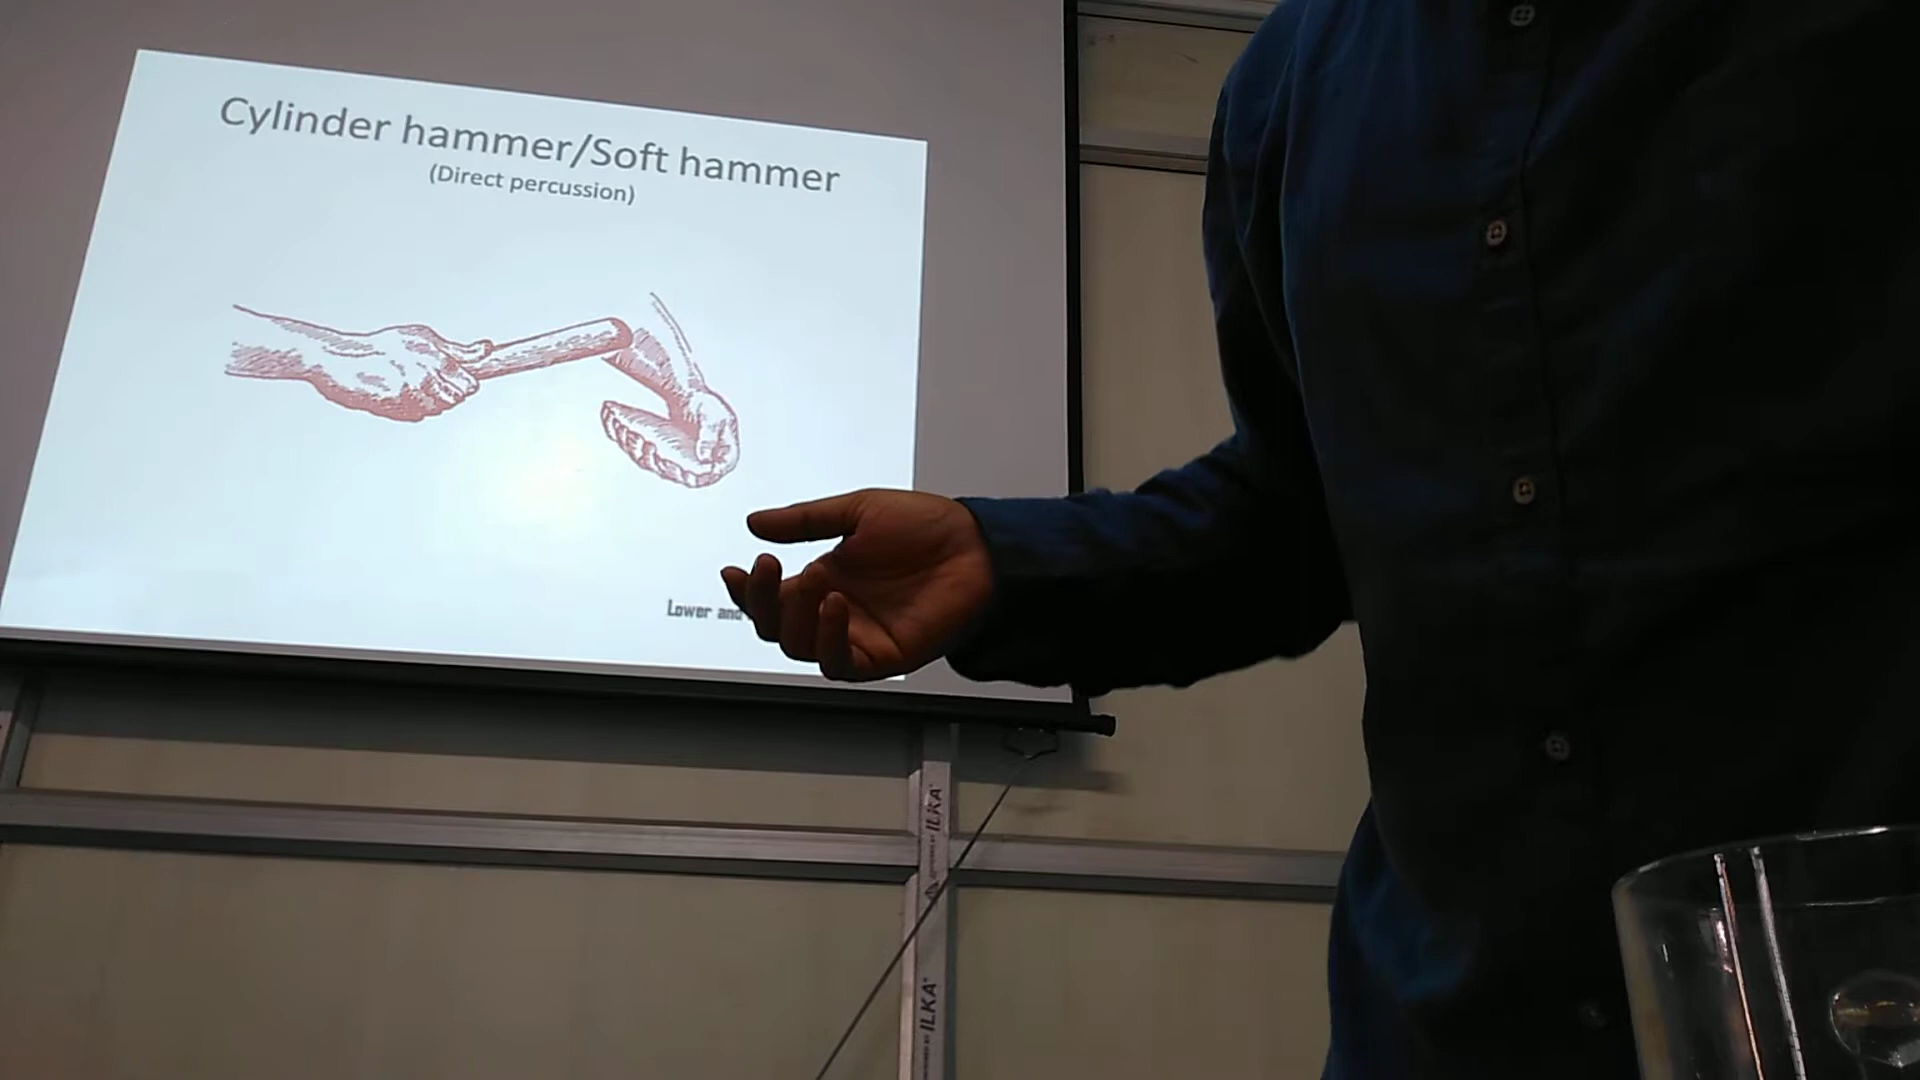 Cylinder hammer/Soft hammer
(Direct percussion)
Lower and
ILKA
ILKA